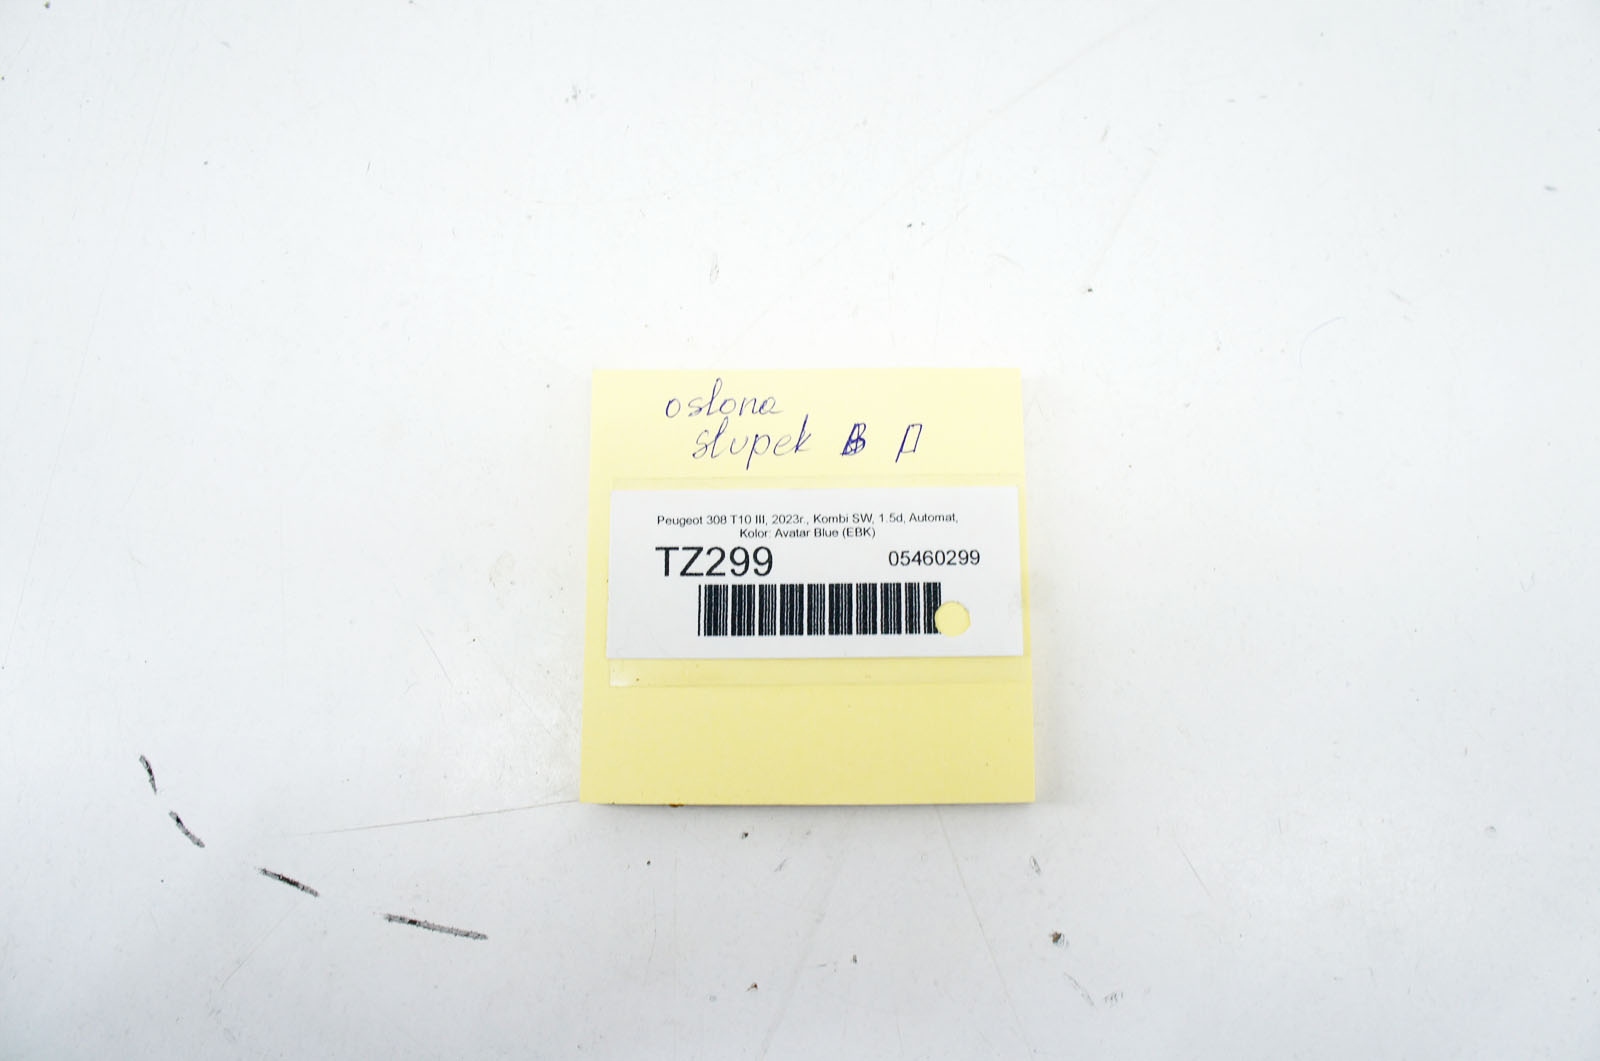 osłona
słupek B
Peugeot 308 T10 III, 2023r., Kombi SW, 1.5d, Automat,
Kolor: Avatar Blue (EBK)
TZ299 05460299